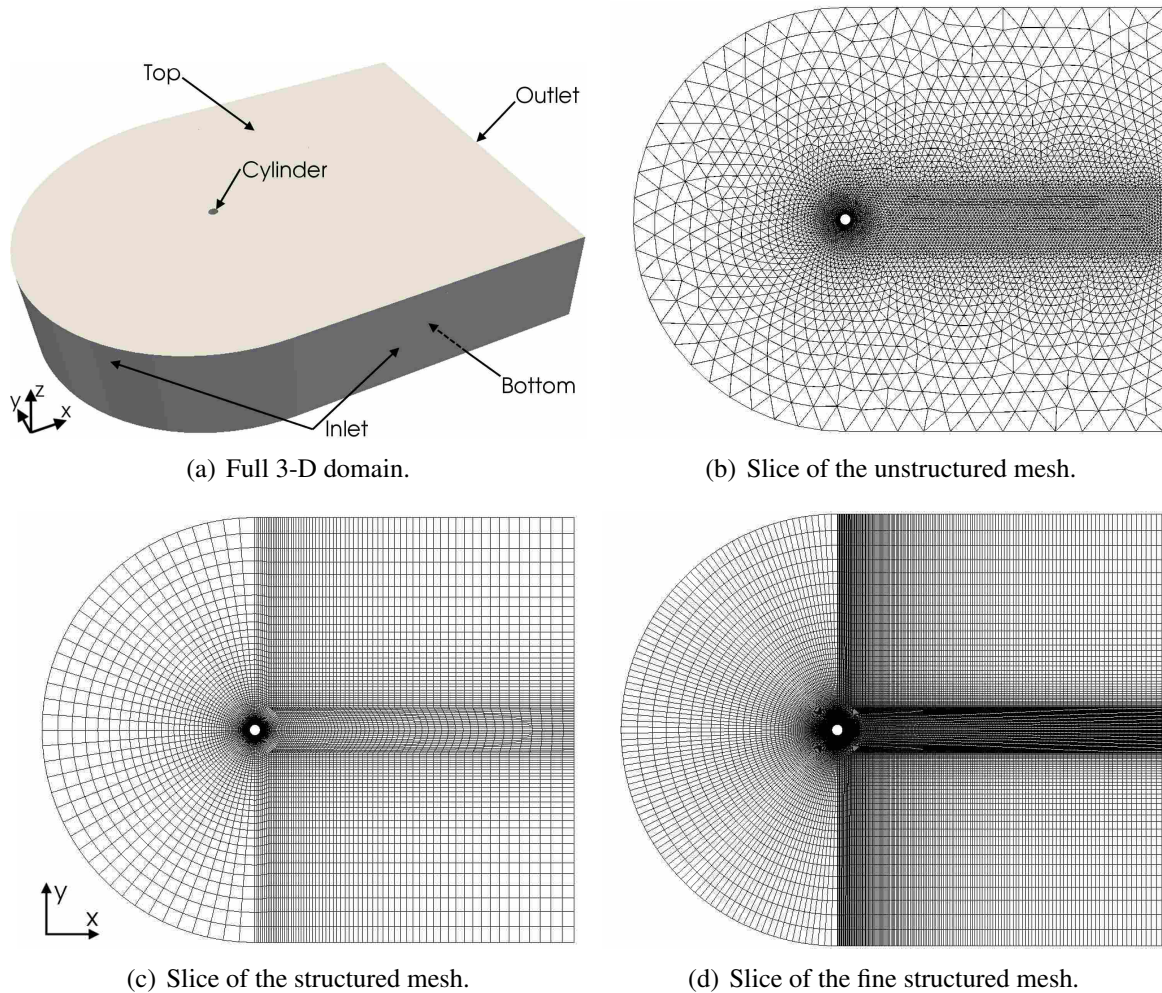 Top
Outlet
Cylinder
Bottom
Inlet
z
y
x
(a) Full 3-D domain.
(b) Slice of the unstructured mesh.
y
x
(c) Slice of the structured mesh.
(d) Slice of the fine structured mesh.